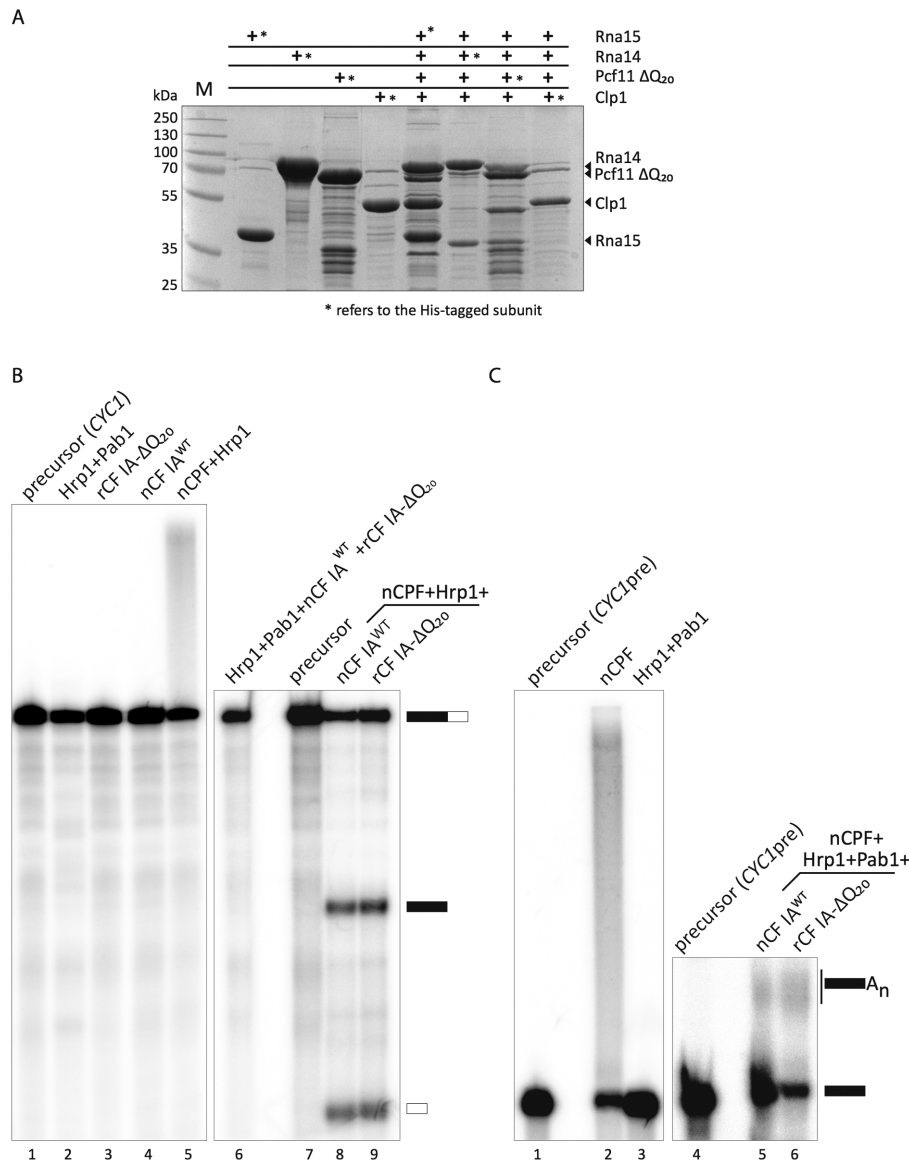 A
+* +* + + + Rna15
+* + +* + + Rna14
+* + + +* + Pcf11 ΔQ₂₀
+* + + + +* Clp1
kDa M
250
130
100
70
55
35
25
Rna14
Pcf11 ΔQ₂₀
Clp1
Rna15
* refers to the His-tagged subunit
B
precursor (CYC1)
Hrp1+Pab1
rCF IA-ΔQ₂₀
nCF IAᵂᵀ
nCPF+Hrp1
Hrp1+Pab1+nCF IAᵂᵀ+rCF IA-ΔQ₂₀
precursor
nCPF+Hrp1+
nCF IAᵂᵀ
rCF IA-ΔQ₂₀
1 2 3 4 5 6 7 8 9
C
precursor (CYC1pre)
nCPF
Hrp1+Pab1
precursor (CYC1pre)
nCPF+
Hrp1+Pab1+
nCF IAᵂᵀ
rCF IA-ΔQ₂₀
Aₙ
1 2 3 4 5 6